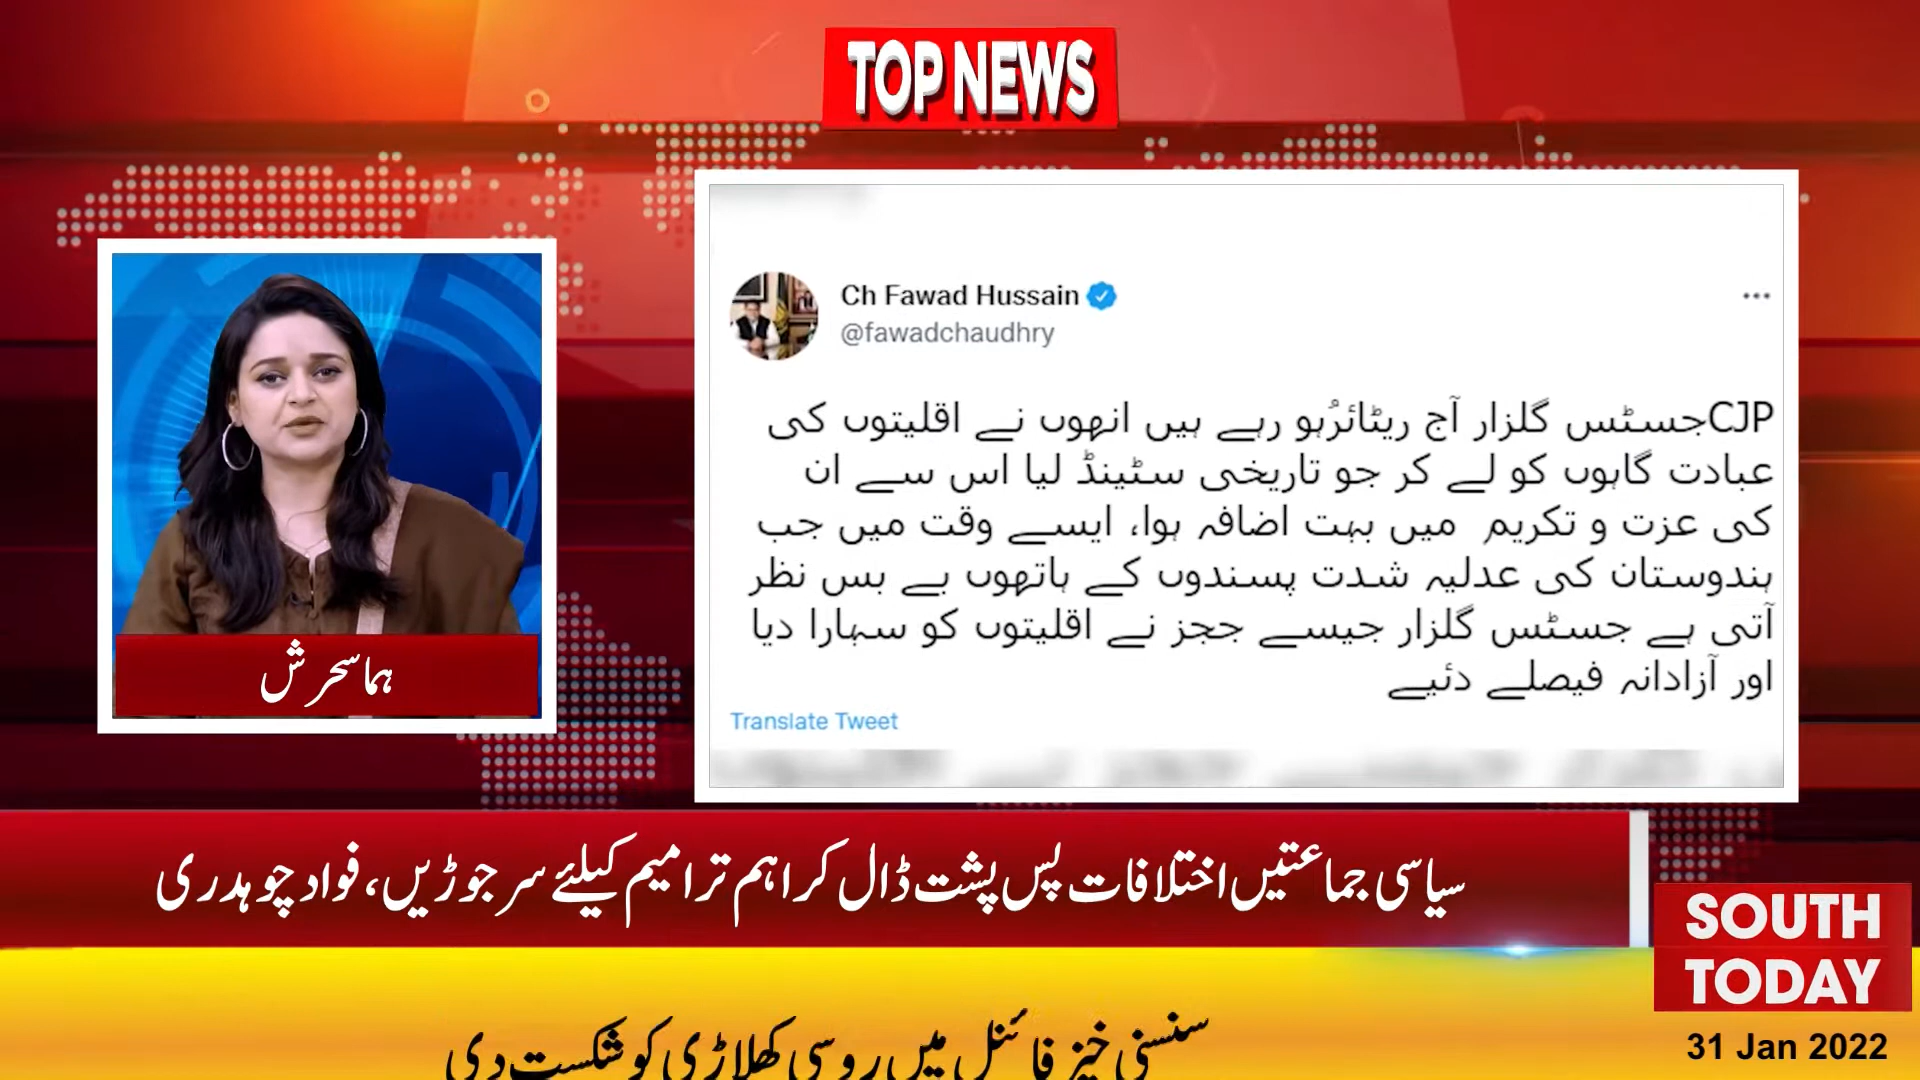 TOP NEWS
Ch Fawad Hussain
@fawadchaudhry
CJPجسٹس گلزار آج ریٹائرُہو رہے ہیں انھوں نے اقلیتوں کی
عبادت گاہوں کو لے کر جو تاریخی سٹینڈ لیا اس سے ان
کی عزت و تکریم میں بہت اضافہ ہوا، ایسے وقت میں جب
ہندوستان کی عدلیہ شدت پسندوں کے ہاتھوں بے بس نظر
آتی ہے جسٹس گلزار جیسے ججز نے اقلیتوں کو سہارا دیا
اور آزادانہ فیصلے دئیے
Translate Tweet
ہما سحرش
سیاسی جماعتیں اختلافات پس پشت ڈال کر اہم ترامیم کیلئے سر جوڑیں، فواد چوہدری
سنسنی خیز فائنل میں روسی کھلاڑی کو شکست دی
SOUTH
TODAY
31 Jan 2022